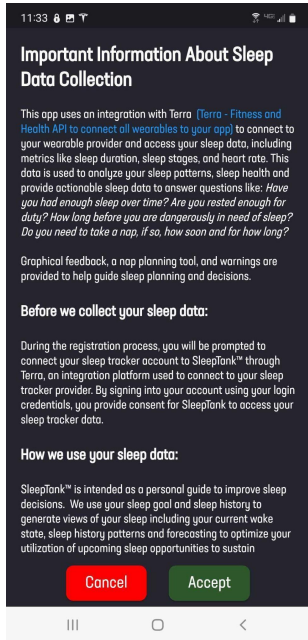 11:33
Important Information About Sleep
Data Collection
This app uses an integration with Terra (Terra - Fitness and
Health API to connect all wearables to your app) to connect to
your wearable provider and access your sleep data, including
metrics like sleep duration, sleep stages, and heart rate. This
data is used to analyze your sleep patterns, sleep health and
provide actionable sleep data to answer questions like: Have
you had enough sleep over time? Are you rested enough for
duty? How long before you are dangerously in need of sleep?
Do you need to take a nap, if so, how soon and for how long?
Graphical feedback, a nap planning tool, and warnings are
provided to help guide sleep planning and decisions.
Before we collect your sleep data:
During the registration process, you will be prompted to
connect your sleep tracker account to SleepTank™ through
Terra, an integration platform used to connect to your sleep
tracker provider. By signing into your account using your login
credentials, you provide consent for SleepTank to access your
sleep tracker data.
How we use your sleep data:
SleepTank™ is intended as a personal guide to improve sleep
decisions. We use your sleep goal and sleep history to
generate views of your sleep including your current wake
state, sleep history patterns and forecasting to optimize your
utilization of upcoming sleep opportunities to sustain
Cancel
Accept